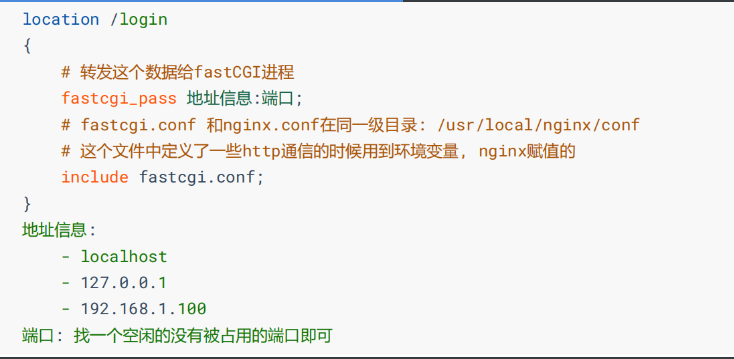 location /login
{
# 转发这个数据给fastCGI进程
fastcgi_pass 地址信息:端口;
# fastcgi.conf 和nginx.conf在同一级目录: /usr/local/nginx/conf
# 这个文件中定义了一些http通信的时候用到环境变量, nginx赋值的
include fastcgi.conf;
}
地址信息:
- localhost
- 127.0.0.1
- 192.168.1.100
端口: 找一个空闲的没有被占用的端口即可